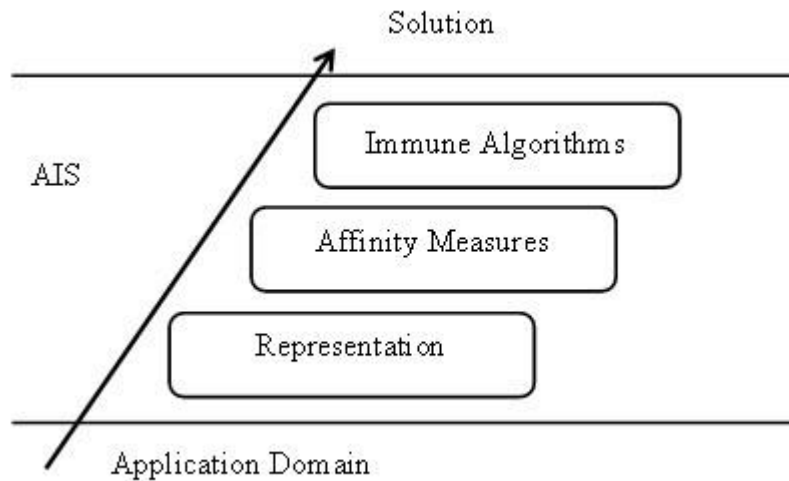 Solution
Immune Algorithms
AIS
Affinity Measures
Representation
Application Domain